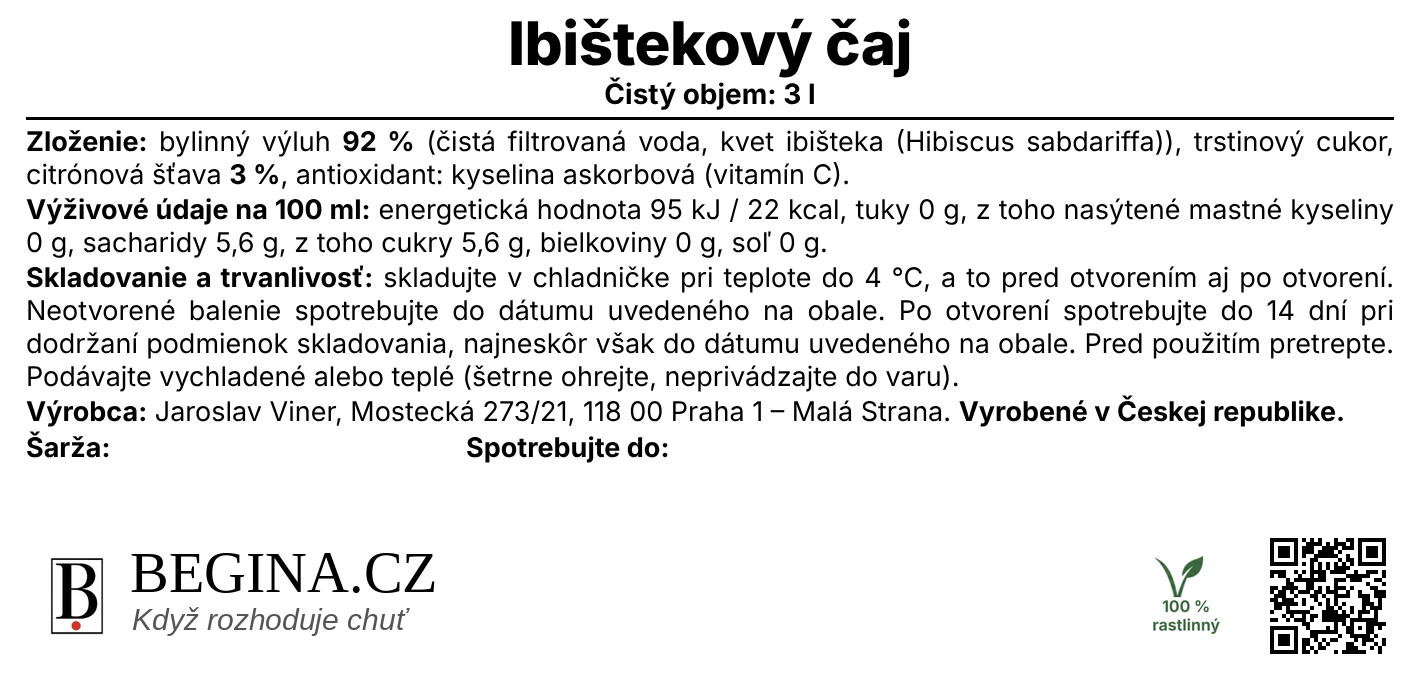 Ibištekový čaj
Čistý objem: 3 l
Zloženie: bylinný výluh 92 % (čistá filtrovaná voda, kvet ibišteka (Hibiscus sabdariffa)), trstinový cukor,
citrónová šťava 3 %, antioxidant: kyselina askorbová (vitamín C).
Výživové údaje na 100 ml: energetická hodnota 95 kJ / 22 kcal, tuky 0 g, z toho nasýtené mastné kyseliny
0 g, sacharidy 5,6 g, z toho cukry 5,6 g, bielkoviny 0 g, soľ 0 g.
Skladovanie a trvanlivosť: skladujte v chladničke pri teplote do 4 °C, a to pred otvorením aj po otvorení.
Neotvorené balenie spotrebujte do dátumu uvedeného na obale. Po otvorení spotrebujte do 14 dní pri
dodržaní podmienok skladovania, najneskôr však do dátumu uvedeného na obale. Pred použitím pretrepte.
Podávajte vychladené alebo teplé (šetrne ohrejte, neprivádzajte do varu).
Výrobca: Jaroslav Viner, Mostecká 273/21, 118 00 Praha 1 – Malá Strana. Vyrobené v Českej republike.
Šarža: Spotrebujte do:
B BEGINA.CZ
Když rozhoduje chuť
100 %
rastlinný